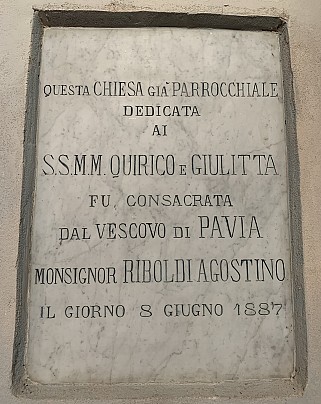 QUESTA CHIESA GIÀ PARROCCHIALE
DEDICATA
AI
S.S.M.M. QUIRICO E GIULITTA
FU CONSACRATA
DAL VESCOVO DI PAVIA
MONSIGNOR RIBOLDI AGOSTINO
IL GIORNO 8 GIUGNO 1887